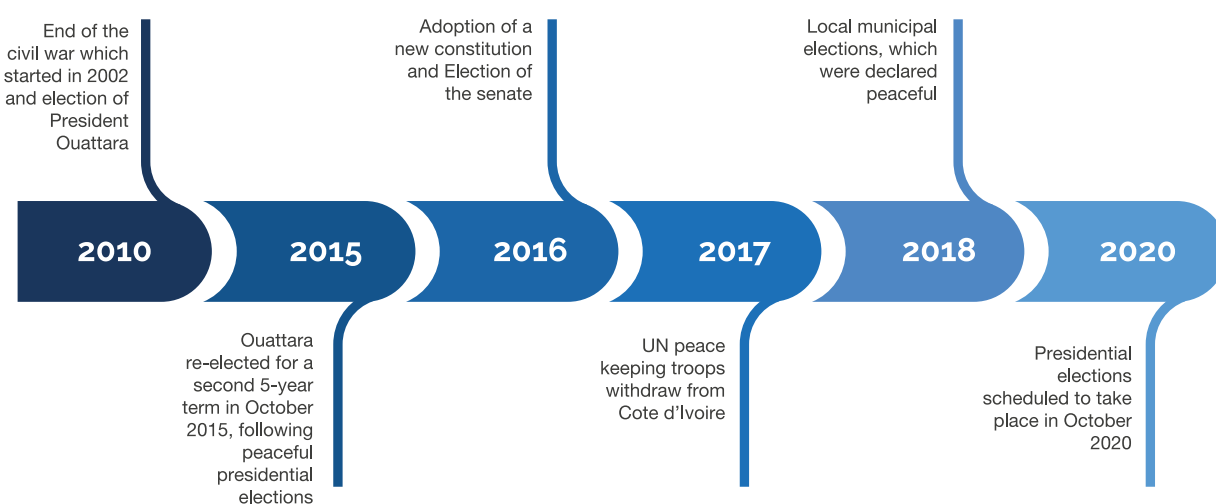 End of the
civil war which
started in 2002
and election of
President
Ouattara
Adoption of a
new constitution
and Election of
the senate
Local municipal
elections, which
were declared
peaceful
2010
2015
2016
2017
2018
2020
Ouattara
re-elected for a
second 5-year
term in October
2015, following
peaceful
presidential
elections
UN peace
keeping troops
withdraw from
Cote d’Ivoire
Presidential
elections
scheduled to take
place in October
2020